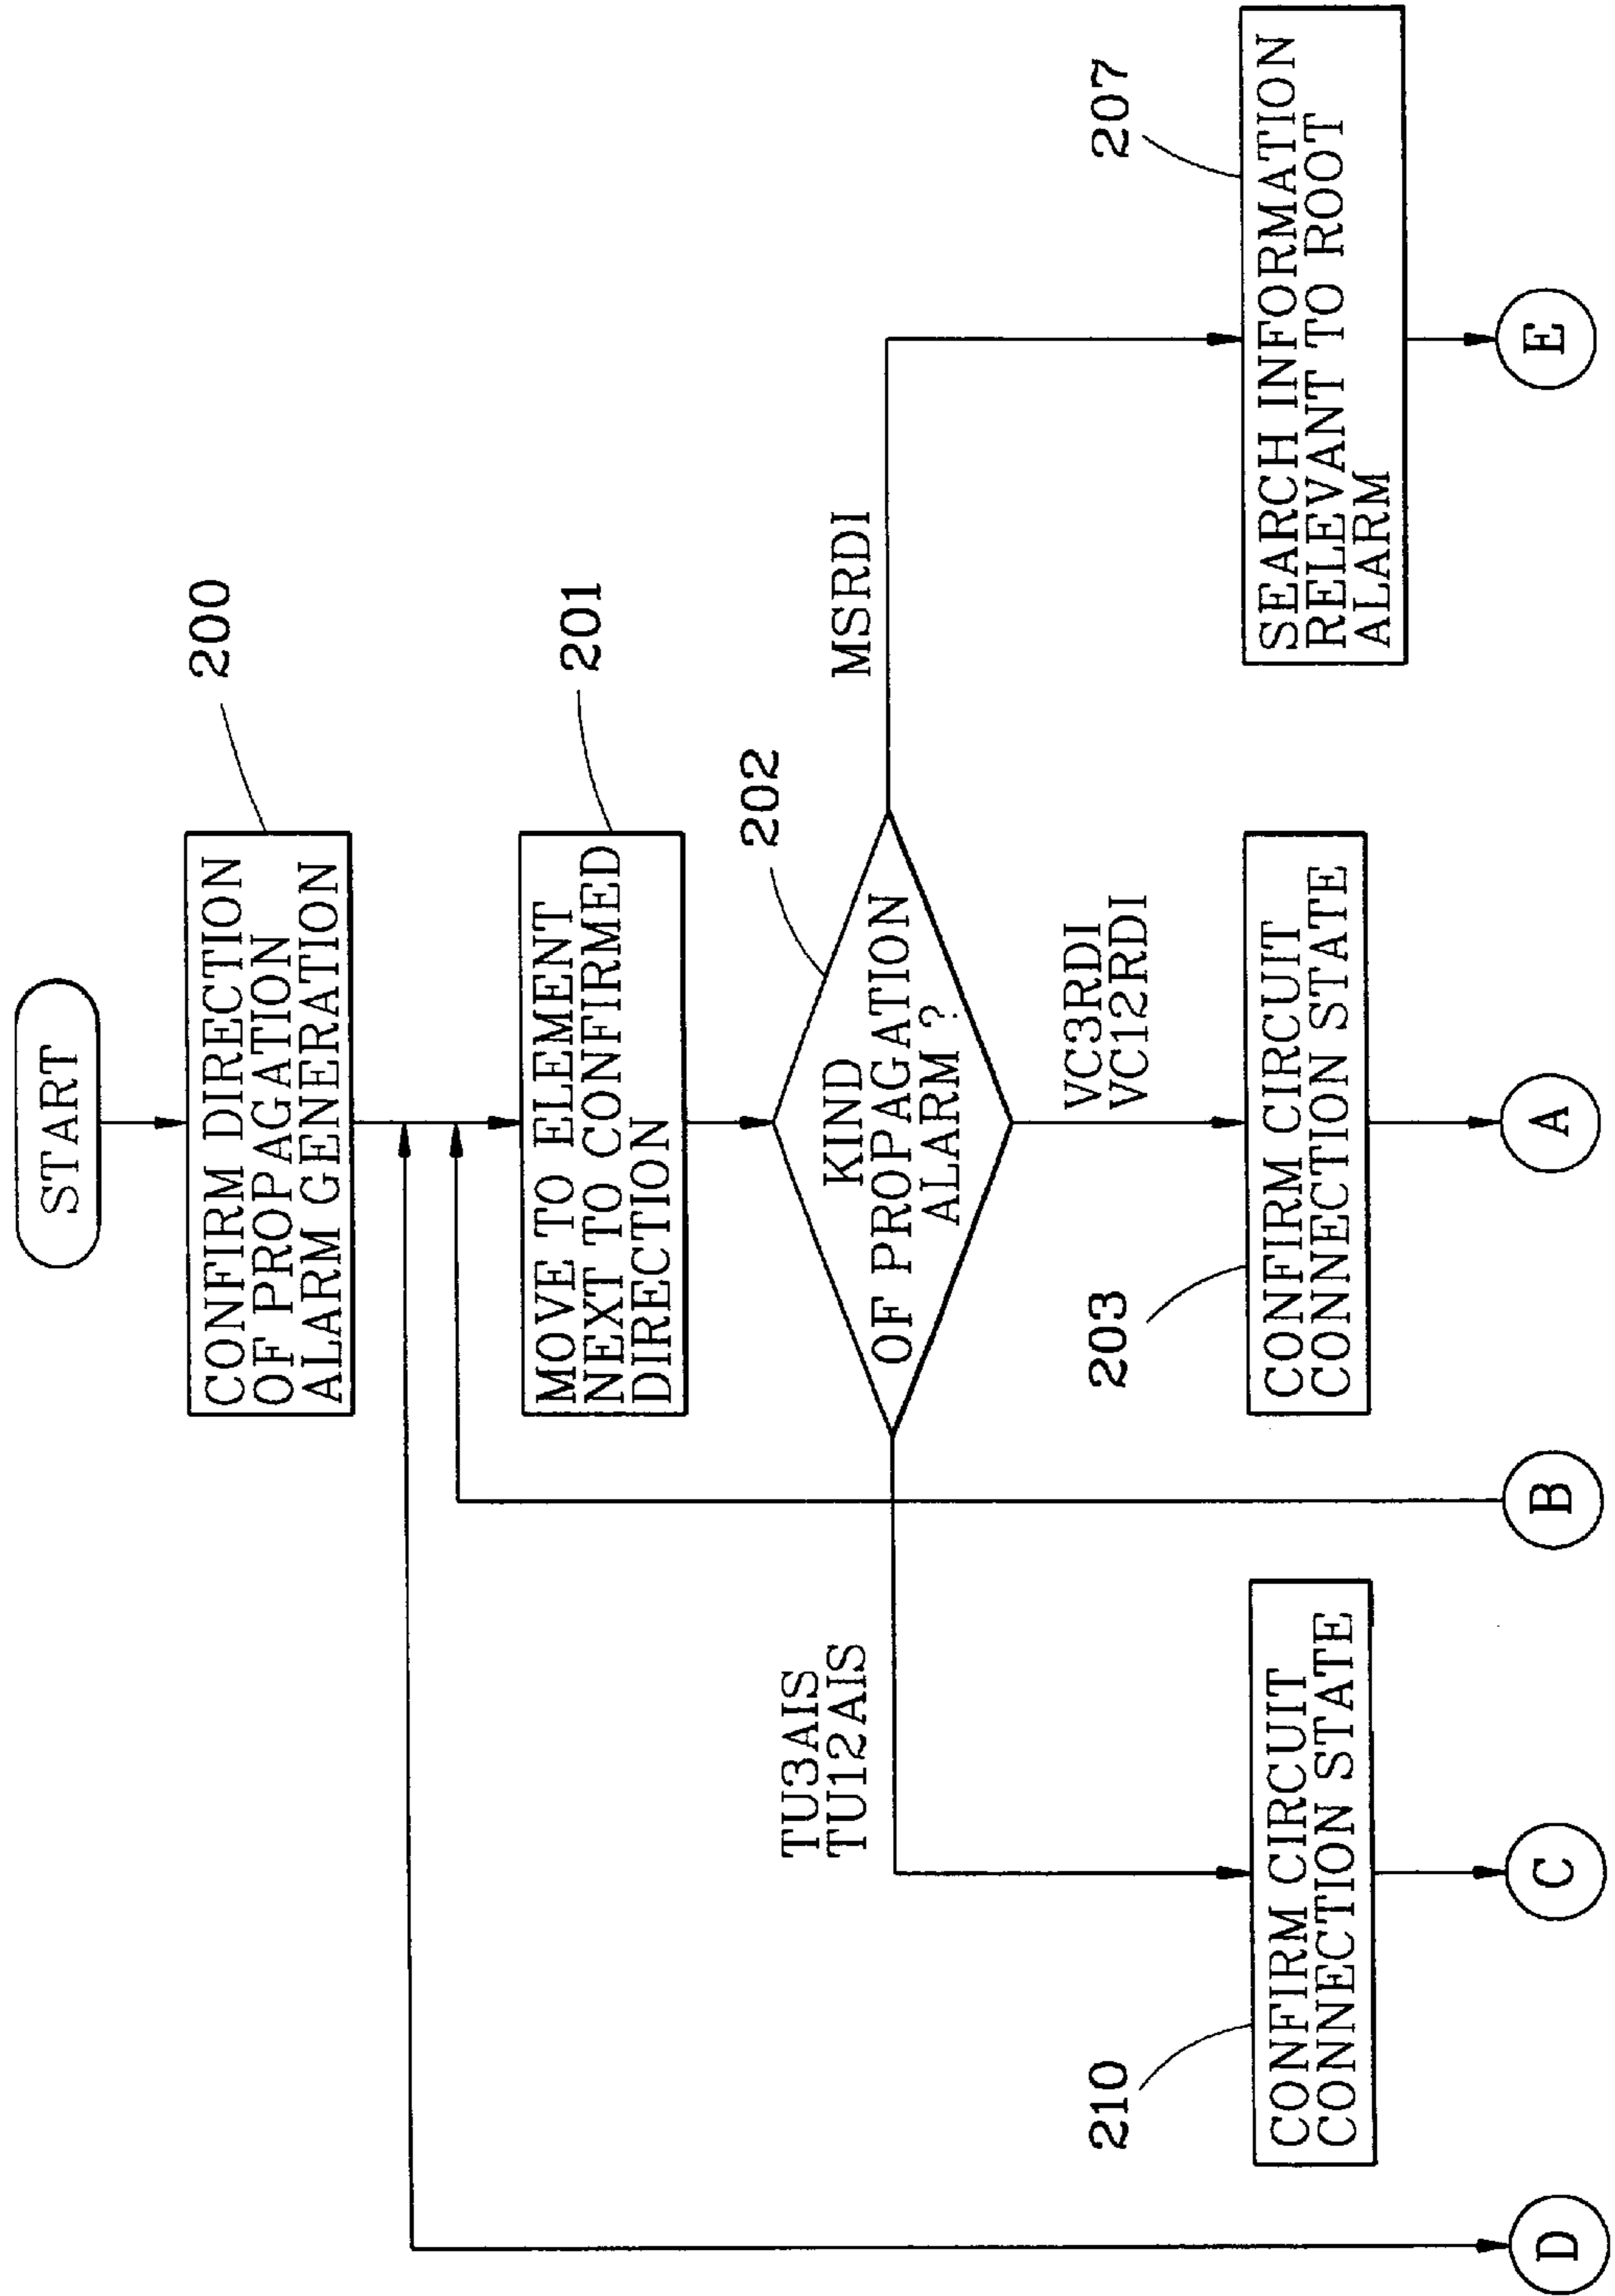 START
200
CONFIRM DIRECTION
OF PROPAGATION
ALARM GENERATION
201
MOVE TO ELEMENT
NEXT TO CONFIRMED
DIRECTION
202
KIND
OF PROPAGATION
ALARM ?
TU3AIS
TU12AIS
VC3RDI
VC12RDI
MSRDI
210
CONFIRM CIRCUIT
CONNECTION STATE
203
CONFIRM CIRCUIT
CONNECTION STATE
207
SEARCH INFORMATION
RELEVANT TO ROOT
ALARM
D
C
B
A
E